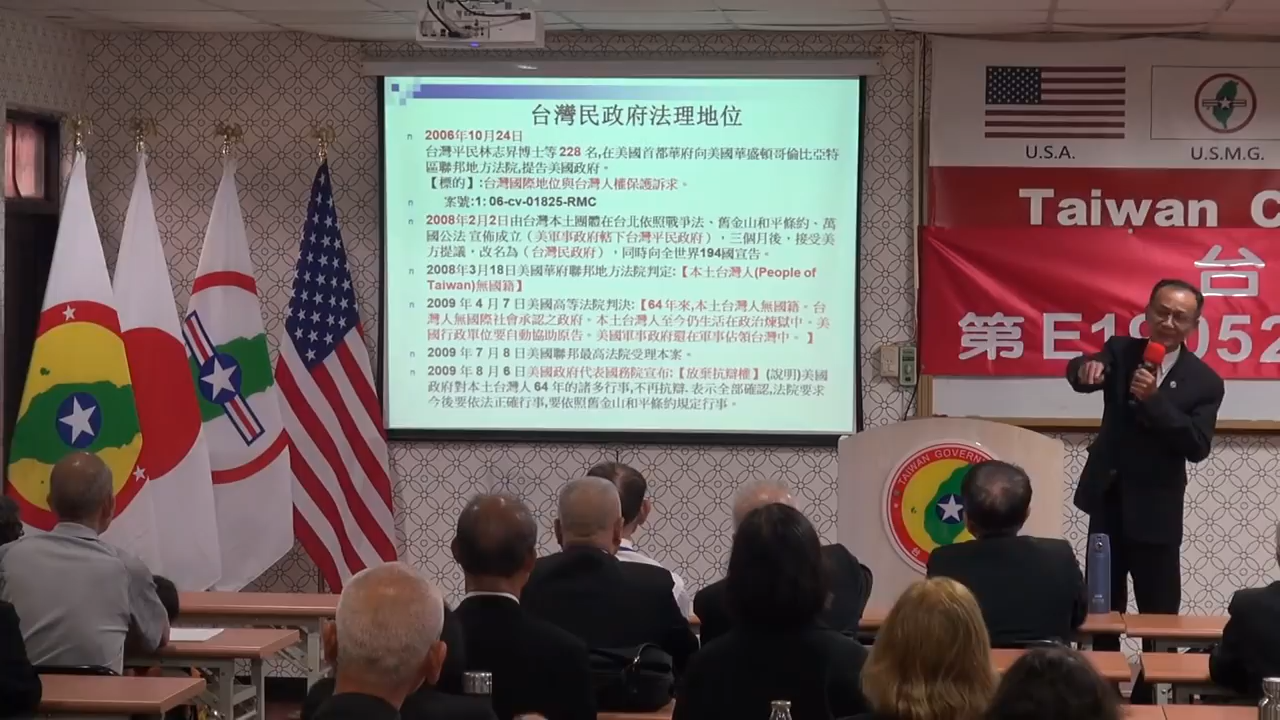 台灣民政府法理地位
2006年10月24日
台灣平民林志昇博士等 228 名,在美國首都華府向美國華盛頓哥倫比亞特
區聯邦地方法院,提告美國政府。
【標的】:台灣國際地位與台灣人權保護訴求。
案號:1: 06-cv-01825-RMC
2008年2月2日由台灣本土團體在台北依照戰爭法、舊金山和平條約、萬
國公法 宣佈成立（美軍事政府轄下台灣平民政府），三個月後，接受美
方提議，改名為（台灣民政府），同時向全世界194國宣告。
2008年3月18日美國華府聯邦地方法院判定:【本土台灣人(People of
Taiwan)無國籍】
2009 年 4 月 7 日美國高等法院判決:【64年來,本土台灣人無國籍。台
灣人無國際社會承認之政府。本土台灣人至今仍生活在政治煉獄中。美
國行政單位要自動協助原告。美國軍事政府還在軍事佔領台灣中。】
2009 年 7 月 8 日美國聯邦最高法院受理本案。
2009 年 8 月 6 日美國政府代表國務院宣布:【放棄抗辯權】(說明)美國
政府對本土台灣人 64 年的諸多行事,不再抗辯. 表示全部確認,法院要求
今後要依法正確行事,要依照舊金山和平條約規定行事。
U.S.A.
U.S.M.G.
Taiwan C
台
第E19052
TAIWAN GOVERN